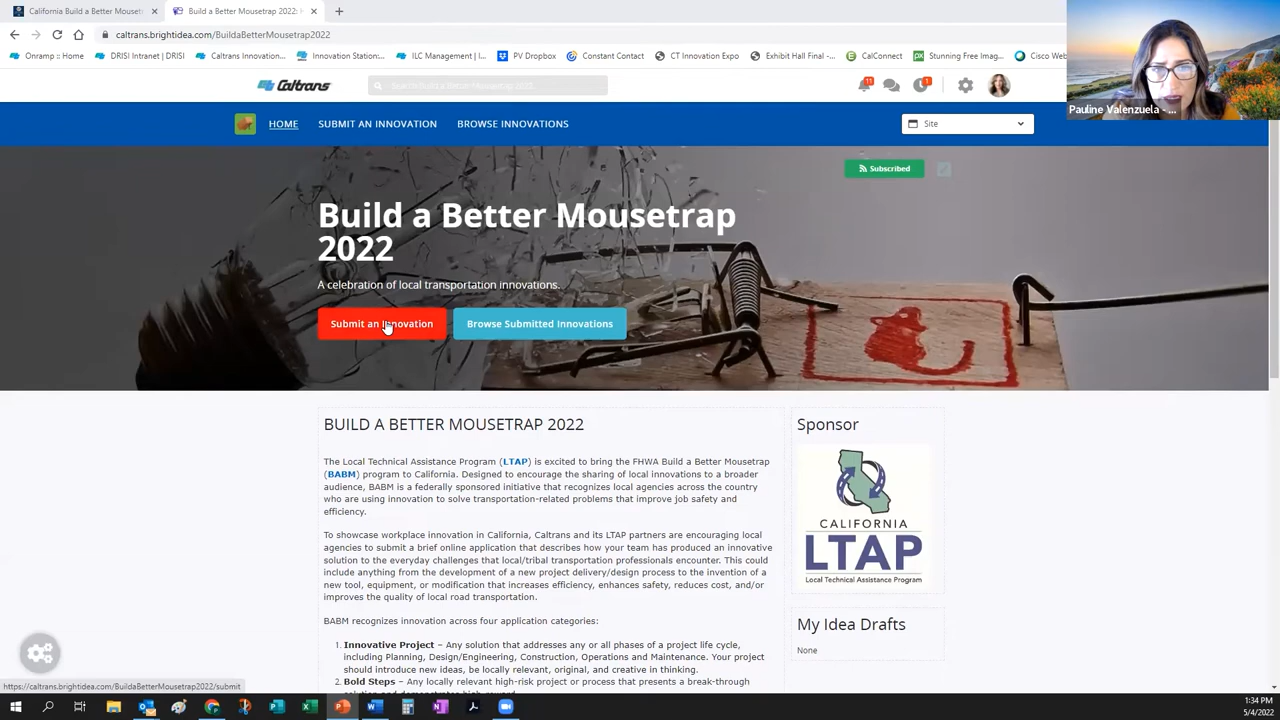 California Build a Better Mouset
Build a Better Mousetrap 2022:
caltrans.brightidea.com/BuildaBetterMousetrap2022
Onramp :: Home
DRISI Intranet | DRISI
Caltrans Innovation...
Innovation Station:...
ILC Management | In...
PV Dropbox
Constant Contact
CT Innovation Expo
Exhibit Hall Final -...
CalConnect
Stunning Free Imag...
Cisco Web
Pauline Valenzuela - ...
Caltrans
Search Build a Better Mousetrap 2022
11
1
HOME
SUBMIT AN INNOVATION
BROWSE INNOVATIONS
Site
Subscribed
Build a Better Mousetrap
2022
A celebration of local transportation innovations.
Submit an Innovation
Browse Submitted Innovations
BUILD A BETTER MOUSETRAP 2022
The Local Technical Assistance Program (LTAP) is excited to bring the FHWA Build a Better Mousetrap
(BABM) program to California. Designed to encourage the sharing of local innovations to a broader
audience, BABM is a federally sponsored initiative that recognizes local agencies across the country
who are using innovation to solve transportation-related problems that improve job safety and
efficiency.
To showcase workplace innovation in California, Caltrans and its LTAP partners are encouraging local
agencies to submit a brief online application that describes how your team has produced an innovative
solution to the everyday challenges that local/tribal transportation professionals encounter. This could
include anything from the development of a new project delivery/design process to the invention of a
new tool, equipment, or modification that increases efficiency, enhances safety, reduces cost, and/or
improves the quality of local road transportation.
BABM recognizes innovation across four application categories:
1. Innovative Project – Any solution that addresses any or all phases of a project life cycle,
including Planning, Design/Engineering, Construction, Operations and Maintenance. Your project
should introduce new ideas, be locally relevant, original, and creative in thinking.
2. Bold Steps – Any locally relevant high-risk project or process that presents a break-through
Sponsor
CALIFORNIA
LTAP
Local Technical Assistance Program
My Idea Drafts
None
https://caltrans.brightidea.com/BuildaBetterMousetrap2022/submit
1:34 PM
5/4/2022